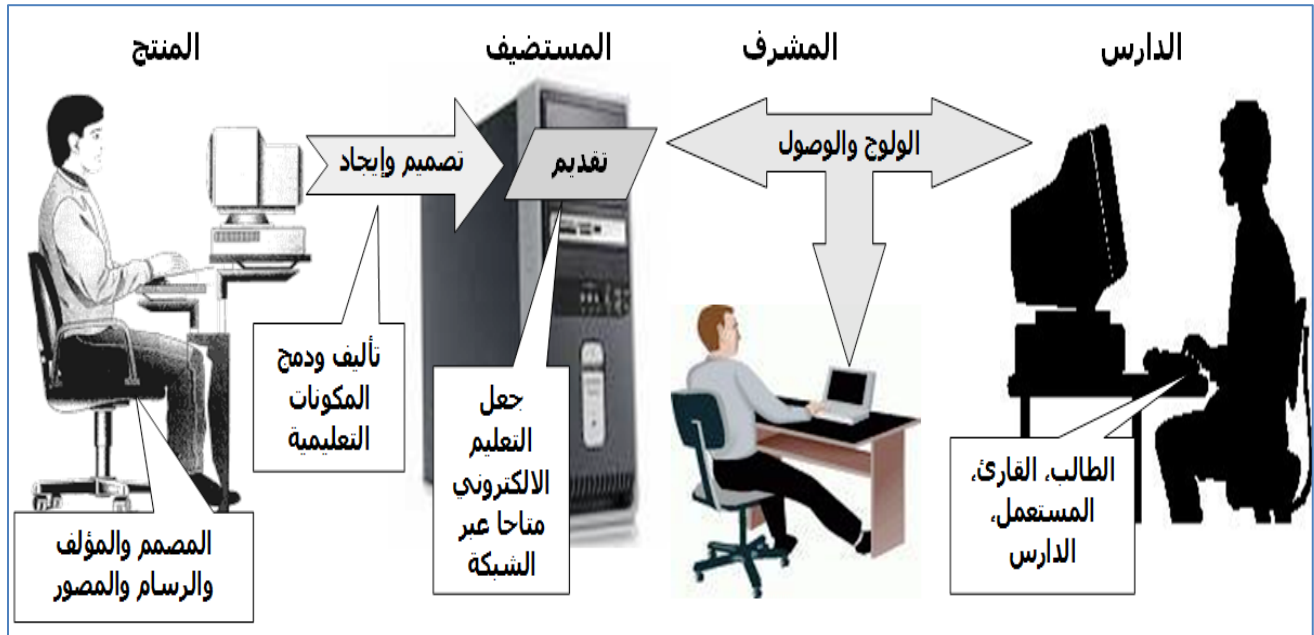 المنتج
المستضيف
المشرف
الدارس
تصميم وإيجاد
تقديم
الولوج والوصول
تأليف ودمج
المكونات
التعليمية
جعل
التعليم
الالكتروني
متاحا عبر
الشبكة
الطالب، القارئ،
المستعمل،
الدارس
المصمم والمؤلف
والرسام والمصور